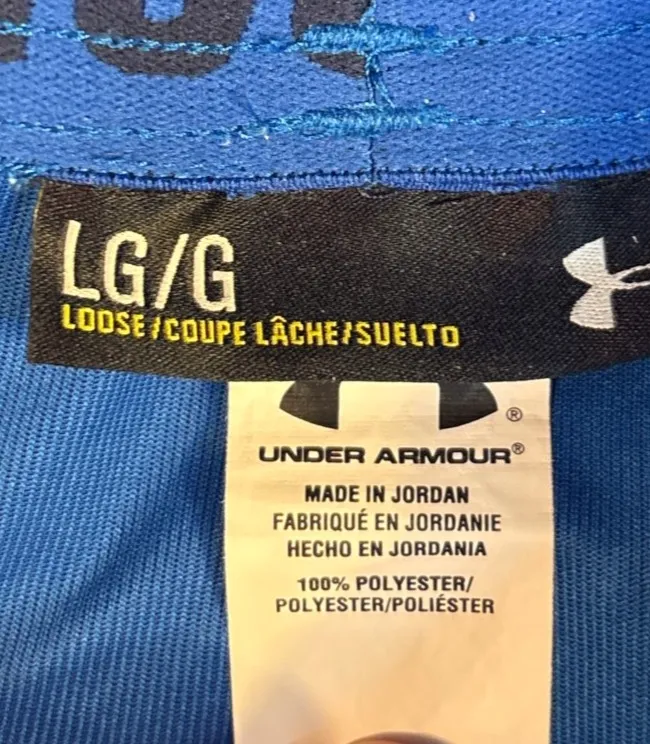 LG/G
LOOSE/COUPE LÂCHE/SUELTO
®
UNDER ARMOUR®
MADE IN JORDAN
FABRIQUÉ EN JORDANIE
HECHO EN JORDANIA
100% POLYESTER/
POLYESTER/POLIÉSTER